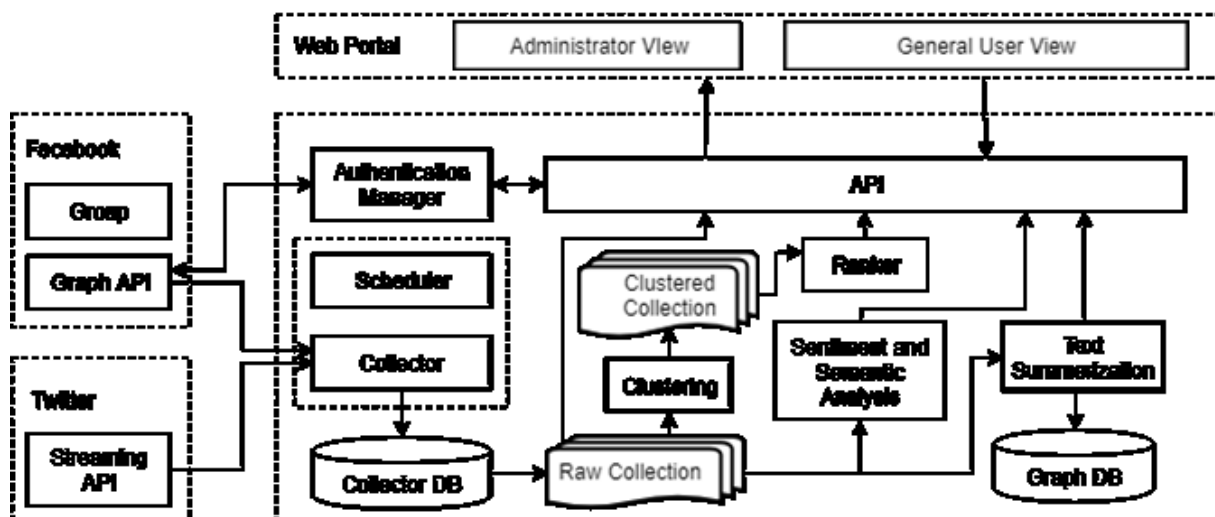 Web Portal
Administrator VIew
General User View
Facebook
Group
Graph API
Authentication
Manager
API
Scheduler
Collector
Clustered
Collection
Ranker
Clustering
Sentiment and
Semantic
Analysis
Text
Summerization
Twitter
Streaming
API
Collector DB
Raw Collection
Graph DB